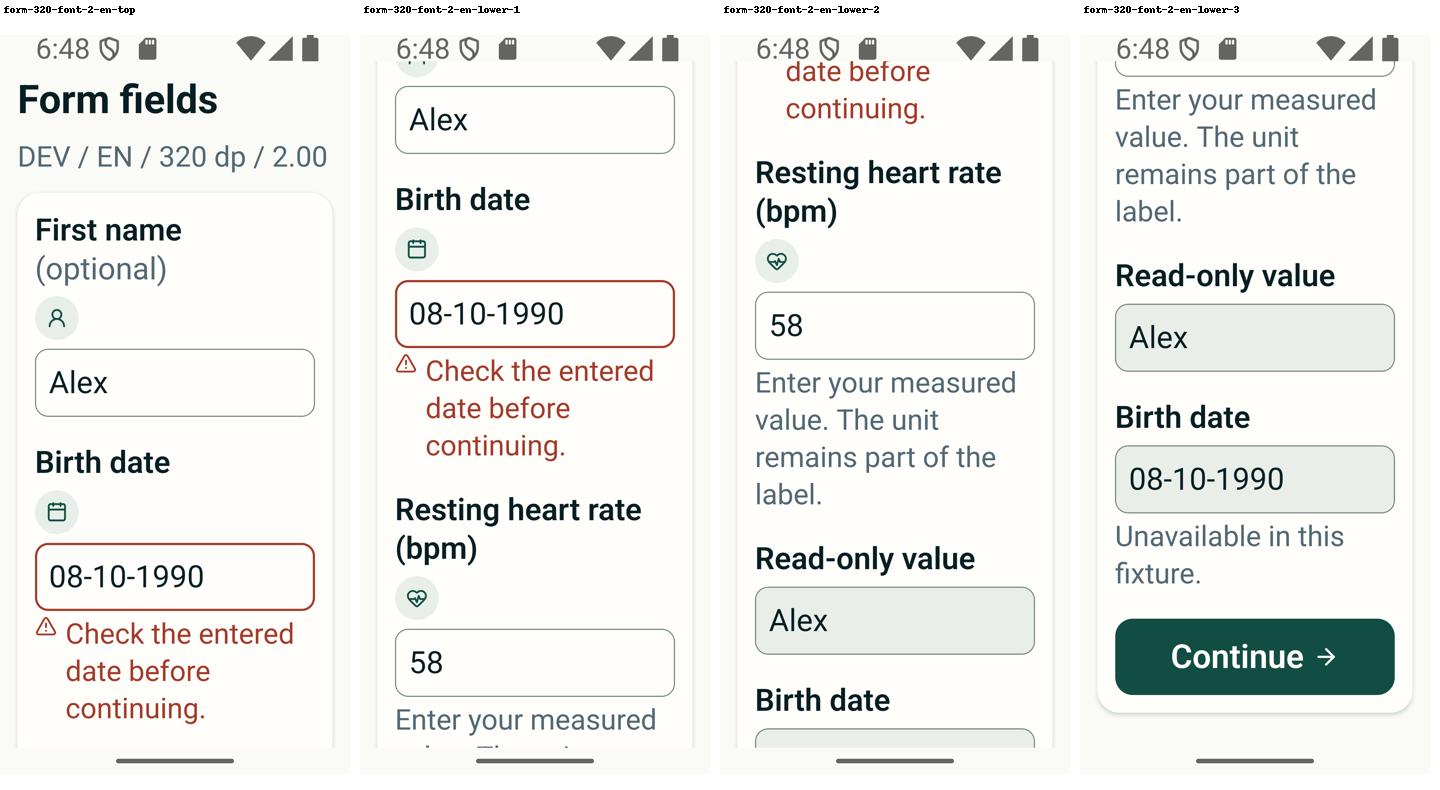 form-320-font-2-en-top
6:48
Form fields
DEV / EN / 320 dp / 2.00
First name
(optional)
Alex
Birth date
08-10-1990
Check the entered
date before
continuing.
form-320-font-2-en-lower-1
6:48
Alex
Birth date
08-10-1990
Check the entered
date before
continuing.
Resting heart rate
(bpm)
58
Enter your measured
form-320-font-2-en-lower-2
6:48
date before
continuing.
Resting heart rate
(bpm)
58
Enter your measured
value. The unit
remains part of the
label.
Read-only value
Alex
Birth date
form-320-font-2-en-lower-3
6:48
Enter your measured
value. The unit
remains part of the
label.
Read-only value
Alex
Birth date
08-10-1990
Unavailable in this
fixture.
Continue